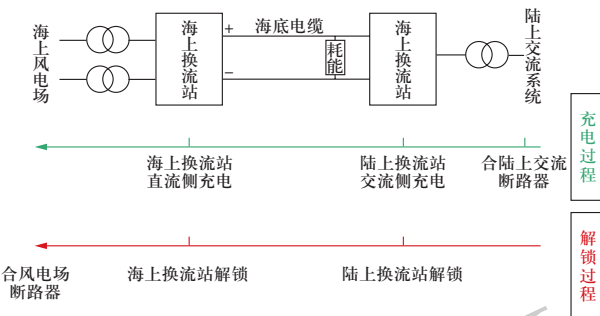 海上风电场
海上换流站
+
−
海底电缆
耗能
海上换流站
陆上交流系统
充电过程
海上换流站
直流侧充电
陆上换流站
交流侧充电
合陆上交流
断路器
解锁过程
合风电场
断路器
海上换流站解锁
陆上换流站解锁